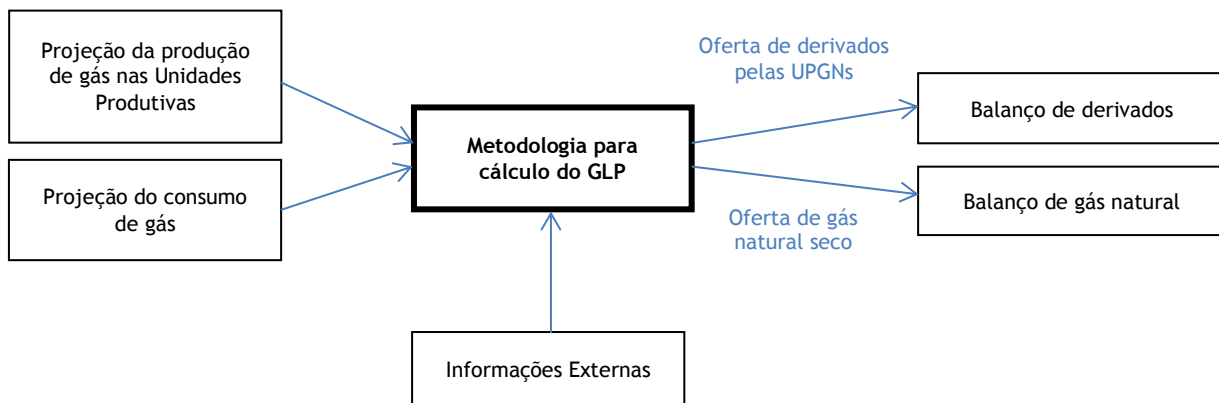 Projeção da produção
de gás nas Unidades
Produtivas
Projeção do consumo
de gás
Metodologia para
cálculo do GLP
Informações Externas
Oferta de derivados
pelas UPGNs
Oferta de gás
natural seco
Balanço de derivados
Balanço de gás natural